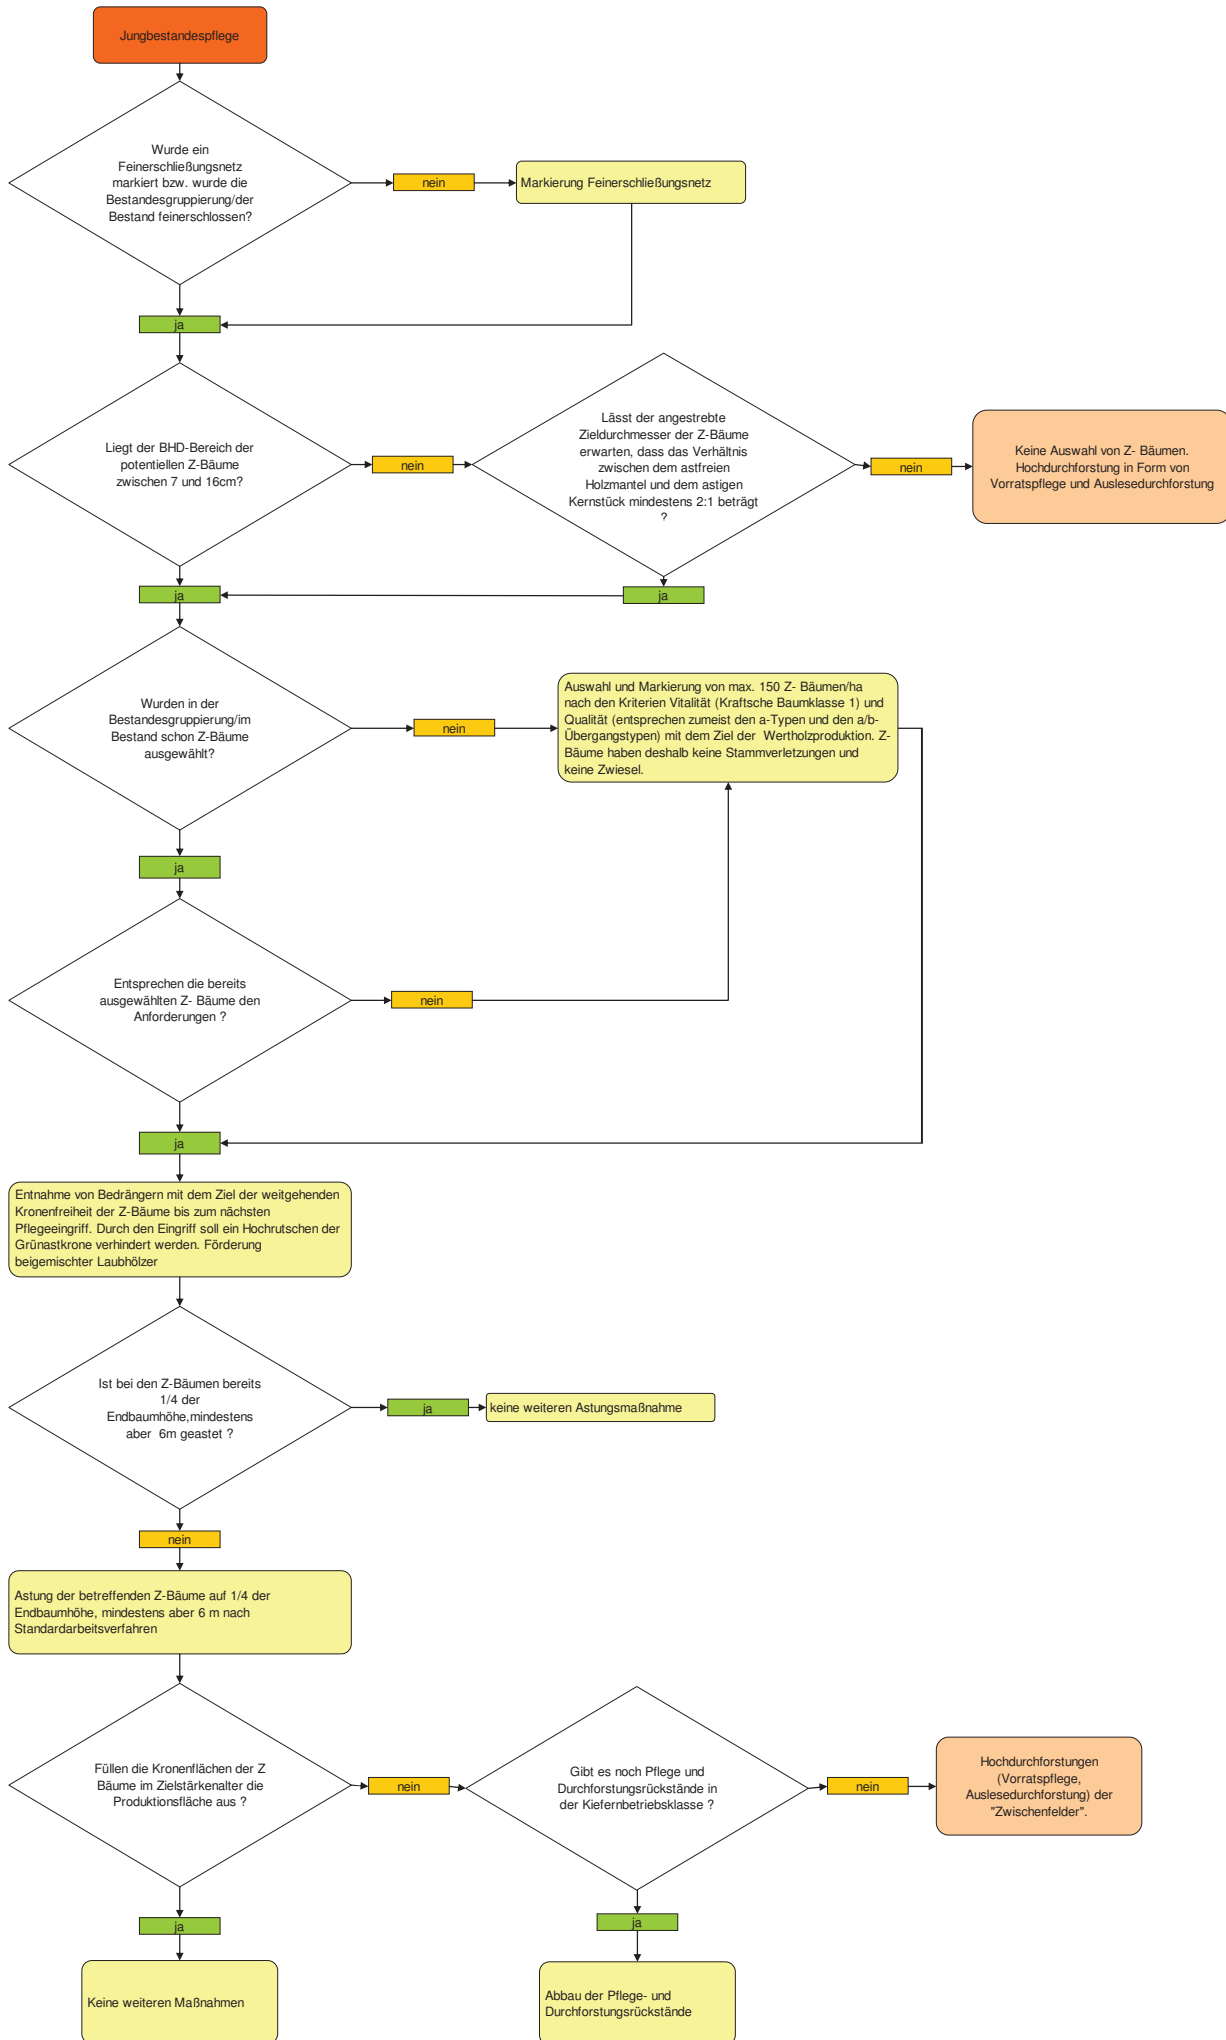 Jungbestandespflege
Wurde ein
Feinerschließungsnetz
markiert bzw. wurde die
Bestandesgruppierung/der
Bestand feinerschlossen?
nein
Markierung Feinerschließungsnetz
ja
Liegt der BHD-Bereich der
potentiellen Z-Bäume
zwischen 7 und 16cm?
nein
Lässt der angestrebte
Zieldurchmesser der Z-Bäume
erwarten, dass das Verhältnis
zwischen dem astfreien
Holzmantel und dem astigen
Kernstück mindestens 2:1 beträgt
?
nein
Keine Auswahl von Z- Bäumen.
Hochdurchforstung in Form von
Vorratspflege und Auslesedurchforstung
ja
ja
Wurden in der
Bestandesgruppierung/im
Bestand schon Z-Bäume
ausgewählt?
nein
Auswahl und Markierung von max. 150 Z- Bäumen/ha
nach den Kriterien Vitalität (Kraftsche Baumklasse 1) und
Qualität (entsprechen zumeist den a-Typen und den a/b-
Übergangstypen) mit dem Ziel der Wertholzproduktion. Z-
Bäume haben deshalb keine Stammverletzungen und
keine Zwiesel.
ja
Entsprechen die bereits
ausgewählten Z- Bäume den
Anforderungen ?
nein
ja
Entnahme von Bedrängern mit dem Ziel der weitgehenden
Kronenfreiheit der Z-Bäume bis zum nächsten
Pflegeeingriff. Durch den Eingriff soll ein Hochrutschen der
Grünastkrone verhindert werden. Förderung
beigemischter Laubhölzer
Ist bei den Z-Bäumen bereits
1/4 der
Endbaumhöhe,mindestens
aber 6m geastet ?
ja
keine weiteren Astungsmaßnahme
nein
Astung der betreffenden Z-Bäume auf 1/4 der
Endbaumhöhe, mindestens aber 6 m nach
Standardarbeitsverfahren
Füllen die Kronenflächen der Z
Bäume im Zielstärkenalter die
Produktionsfläche aus ?
nein
Gibt es noch Pflege und
Durchforstungsrückstände in
der Kiefernbetriebsklasse ?
nein
Hochdurchforstungen
(Vorratspflege,
Auslesedurchforstung) der
"Zwischenfelder".
ja
ja
Keine weiteren Maßnahmen
Abbau der Pflege- und
Durchforstungsrückstände